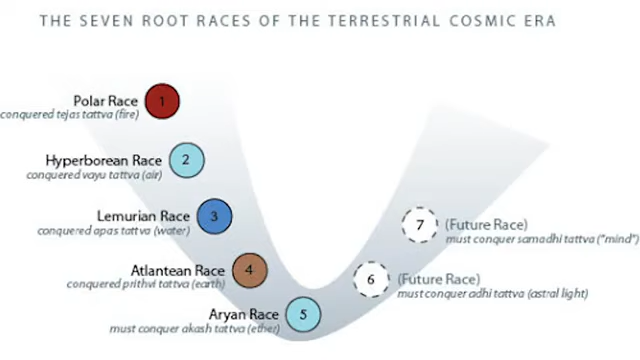 THE SEVEN ROOT RACES OF THE TERRESTRIAL COSMIC ERA
Polar Race 1
conquered tejas tattva (fire)
Hyperborean Race 2
conquered vayu tattva (air)
Lemurian Race 3
conquered apas tattva (water)
7 (Future Race)
must conquer samadhi tattva ("mind")
Atlantean Race 4
conquered prithvi tattva (earth)
6 (Future Race)
must conquer adhi tattva (astral light)
Aryan Race 5
must conquer akash tattva (ether)